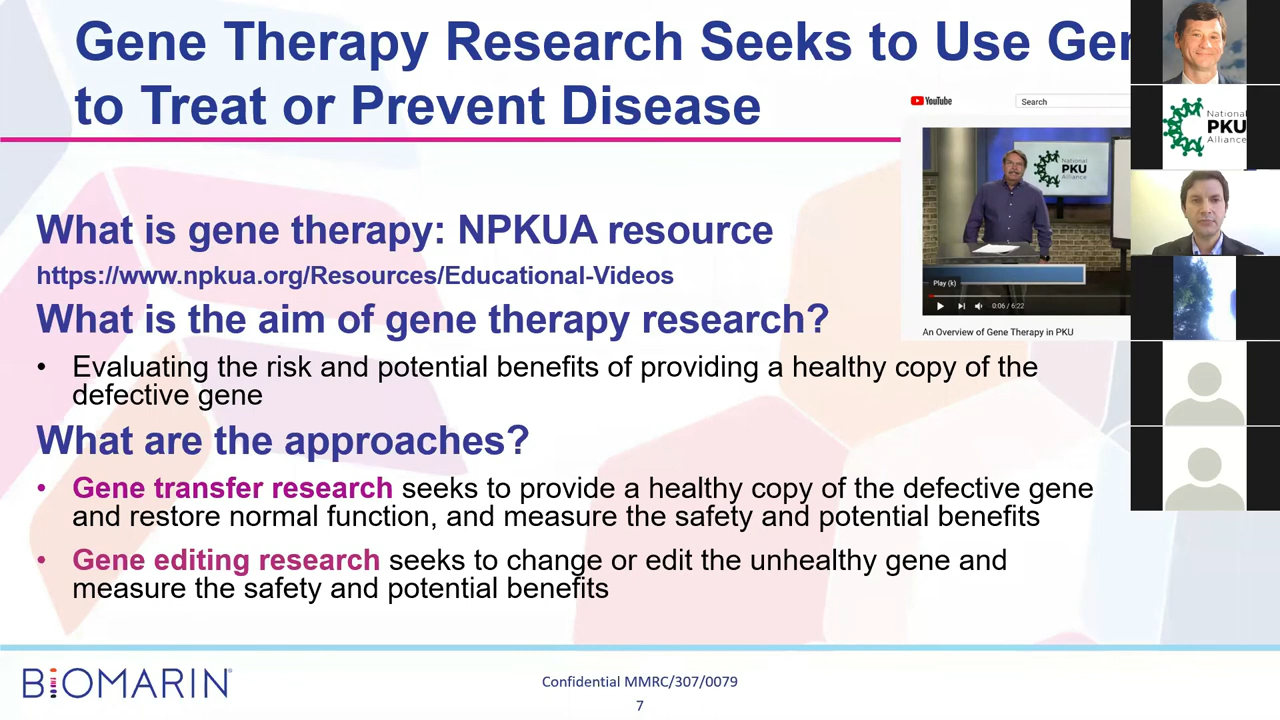 Gene Therapy Research Seeks to Use Gen
to Treat or Prevent Disease
YouTube
Search
National
PKU
Alliance
National
PKU
Alliance
Play (k)
0:06 / 6:22
An Overview of Gene Therapy in PKU
What is gene therapy: NPKUA resource
https://www.npkua.org/Resources/Educational-Videos
What is the aim of gene therapy research?
• Evaluating the risk and potential benefits of providing a healthy copy of the
defective gene
What are the approaches?
• Gene transfer research seeks to provide a healthy copy of the defective gene
and restore normal function, and measure the safety and potential benefits
• Gene editing research seeks to change or edit the unhealthy gene and
measure the safety and potential benefits
BIOMARIN®
Confidential MMRC/307/0079
7